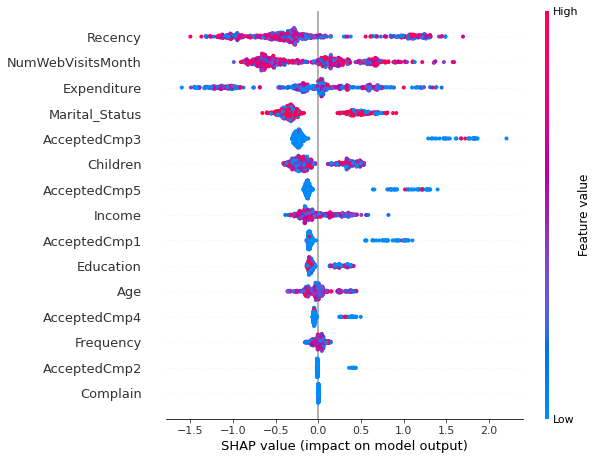 High
Recency
NumWebVisitsMonth
Expenditure
Marital_Status
AcceptedCmp3
Children
AcceptedCmp5
Income
AcceptedCmp1
Education
Age
AcceptedCmp4
Frequency
AcceptedCmp2
Complain
Feature value
Low
−1.5 −1.0 −0.5 0.0 0.5 1.0 1.5 2.0
SHAP value (impact on model output)